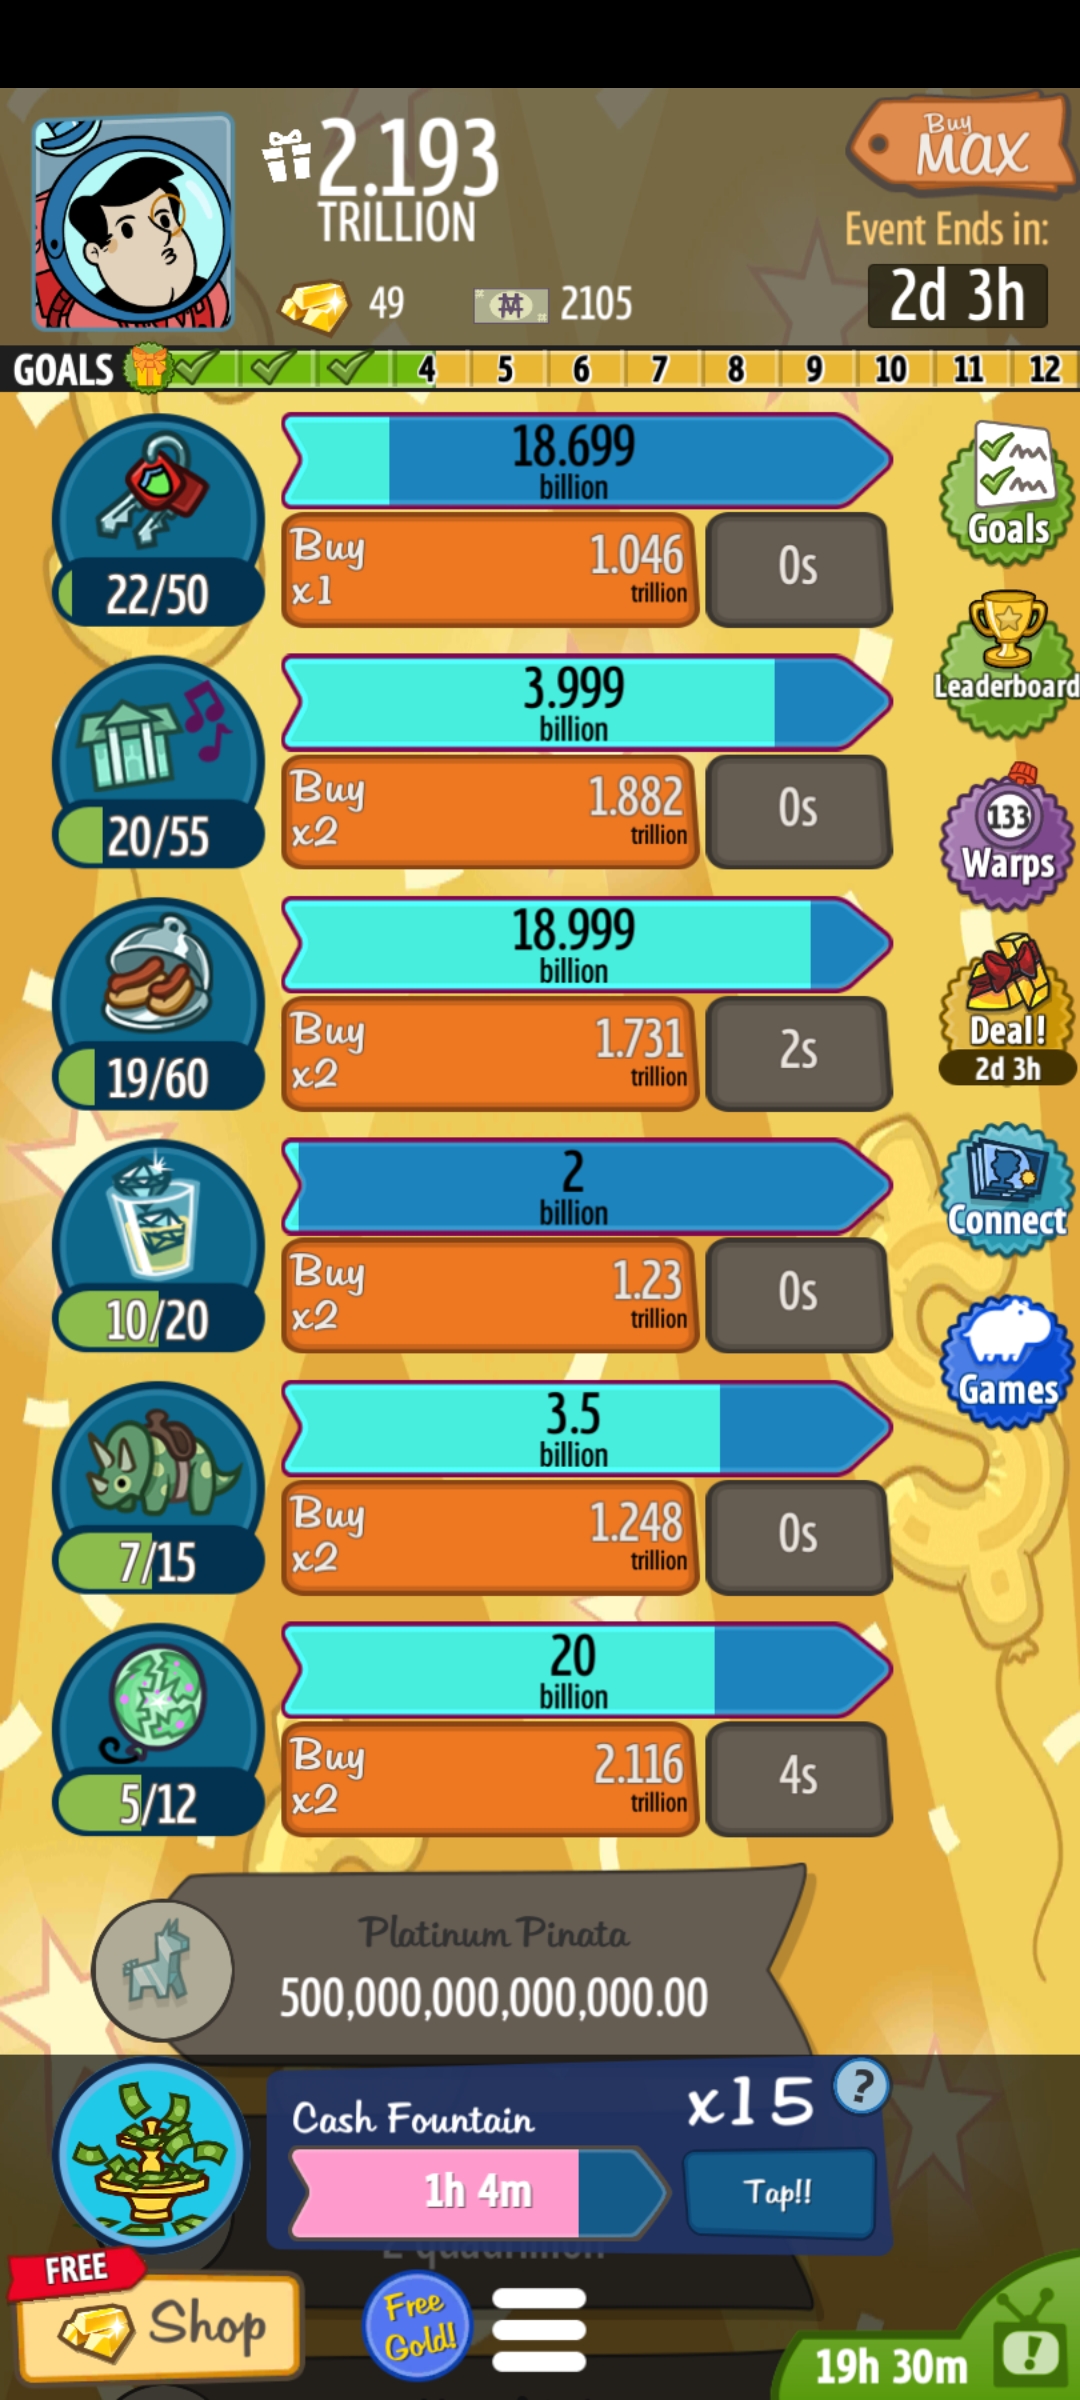 2.193
TRILLION
49
2105
Buy
MAX
Event Ends in:
2d 3h
GOALS 4 5 6 7 8 9 10 11 12
18.699
billion
22/50
Buy
x1
1.046
trillion
0s
3.999
billion
20/55
Buy
x2
1.882
trillion
0s
18.999
billion
19/60
Buy
x2
1.731
trillion
2s
2
billion
10/20
Buy
x2
1.23
trillion
0s
3.5
billion
7/15
Buy
x2
1.248
trillion
0s
20
billion
5/12
Buy
x2
2.116
trillion
4s
Goals
Leaderboard
133
Warps
Deal!
2d 3h
Connect
Games
Platinum Pinata
500,000,000,000,000.00
Cash Fountain
x15
?
1h 4m
Tap!!
2 quadrillion
FREE
Shop
Free
Gold!
19h 30m